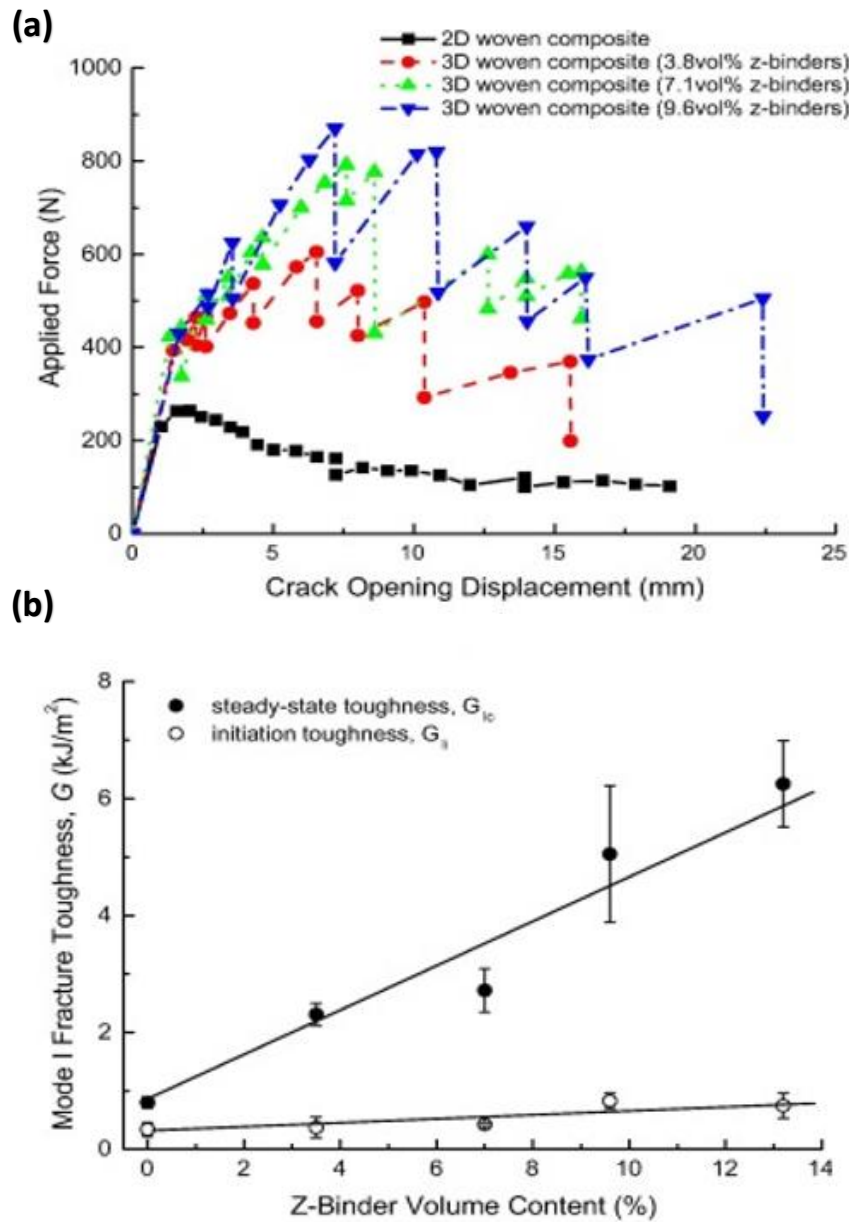 (a)
2D woven composite
3D woven composite (3.8vol% z-binders)
3D woven composite (7.1vol% z-binders)
3D woven composite (9.6vol% z-binders)
1000
800
600
400
200
0
Applied Force (N)
0 5 10 15 20 25
Crack Opening Displacement (mm)
(b)
8
6
4
2
0
steady-state toughness, G_Ic
initiation toughness, G_Ii
Mode I Fracture Toughness, G (kJ/m²)
0 2 4 6 8 10 12 14
Z-Binder Volume Content (%)